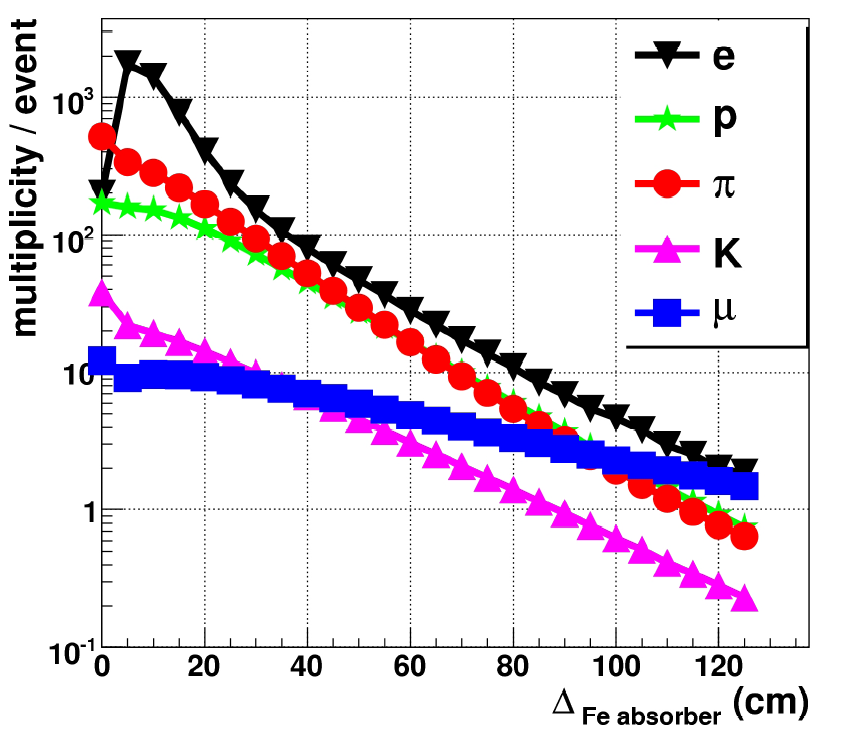 multiplicity / event
10³
10²
10
1
10⁻¹
0 20 40 60 80 100 120
Δ Fe absorber (cm)
e
p
π
K
μ